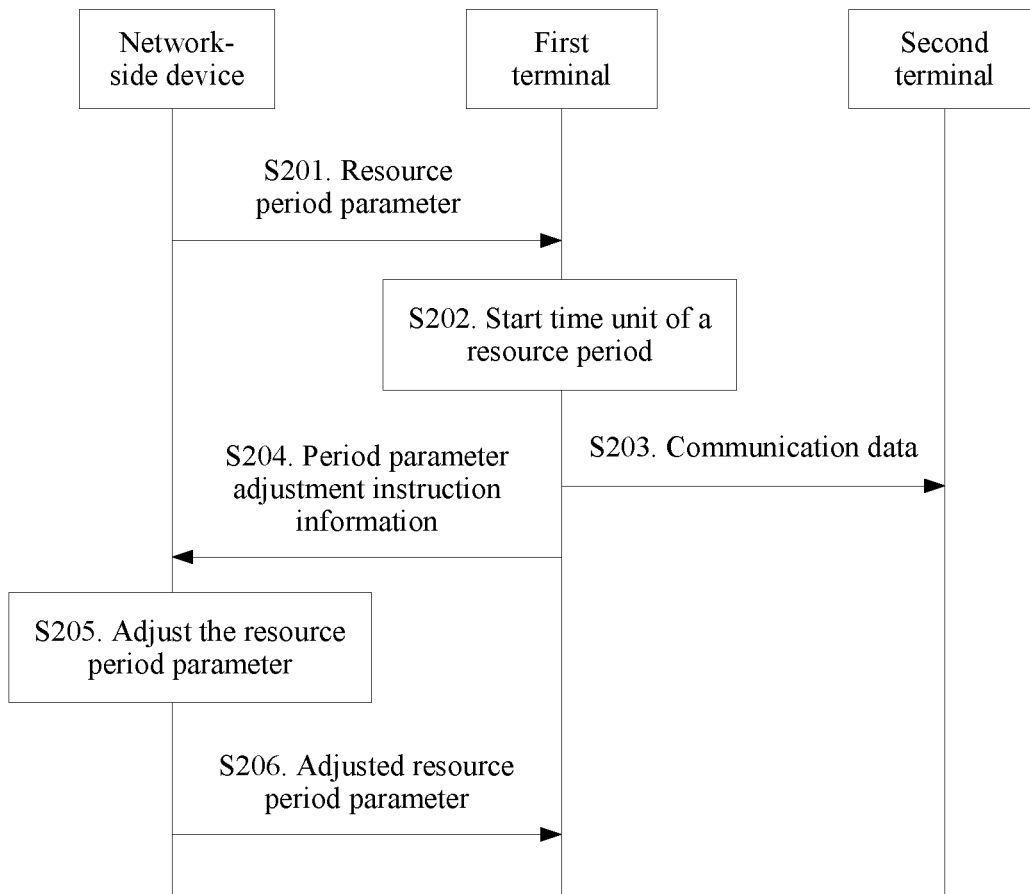 Network-
side device
First
terminal
Second
terminal
S201. Resource
period parameter
S202. Start time unit of a
resource period
S203. Communication data
S204. Period parameter
adjustment instruction
information
S205. Adjust the resource
period parameter
S206. Adjusted resource
period parameter